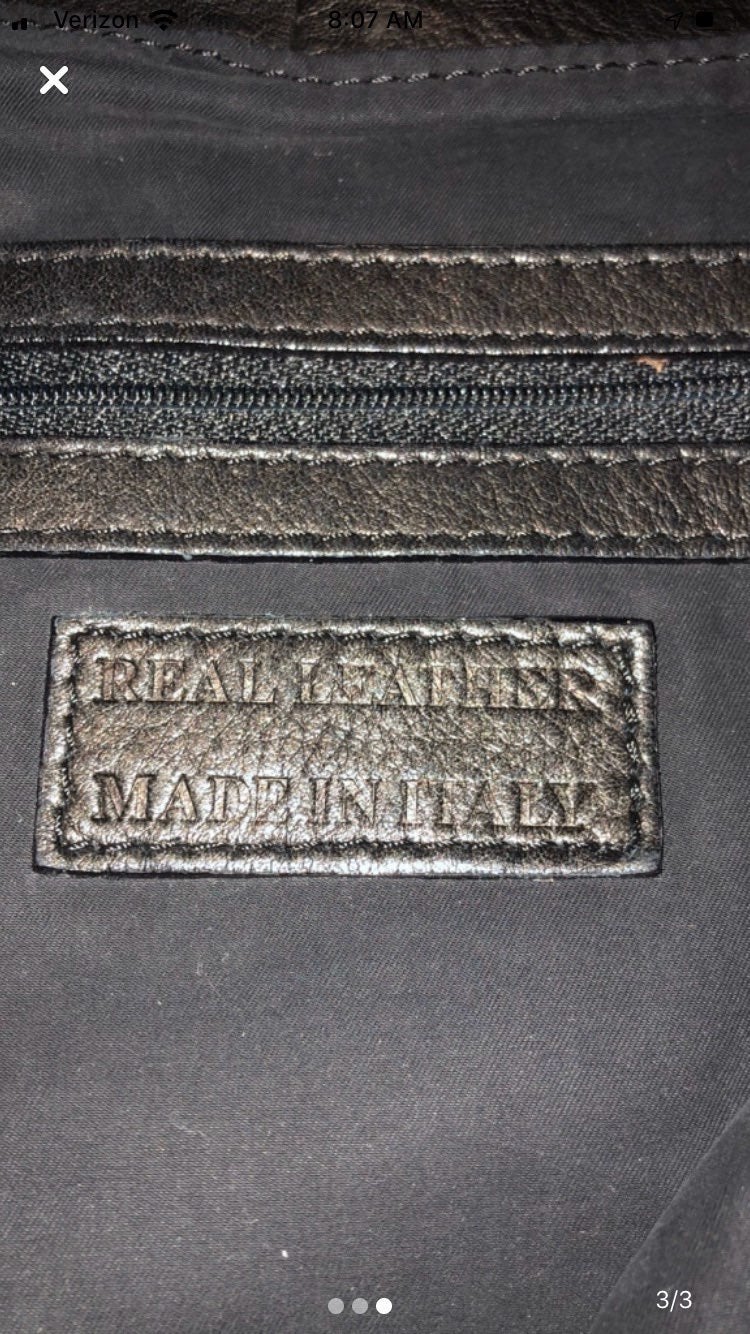 Verizon
8:07 AM
REAL LEATHER
MADE IN ITALY
3/3